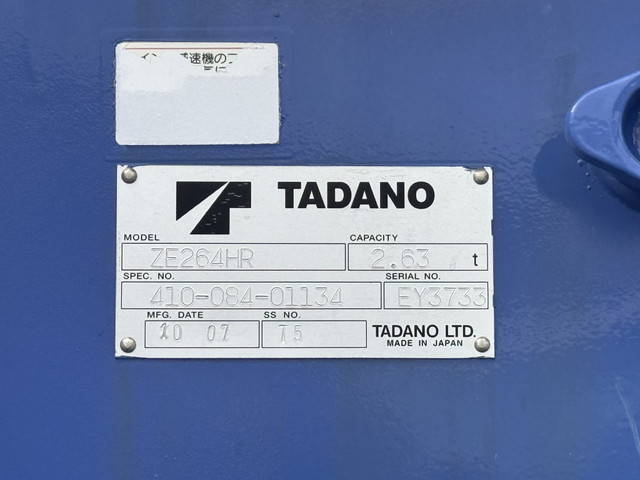 速機の
TADANO
MODEL CAPACITY
ZE264HR 2.63 t
SPEC. NO. SERIAL NO.
410-084-01134 EY3733
MFG. DATE SS NO.
10 07 T5 TADANO LTD.
MADE IN JAPAN